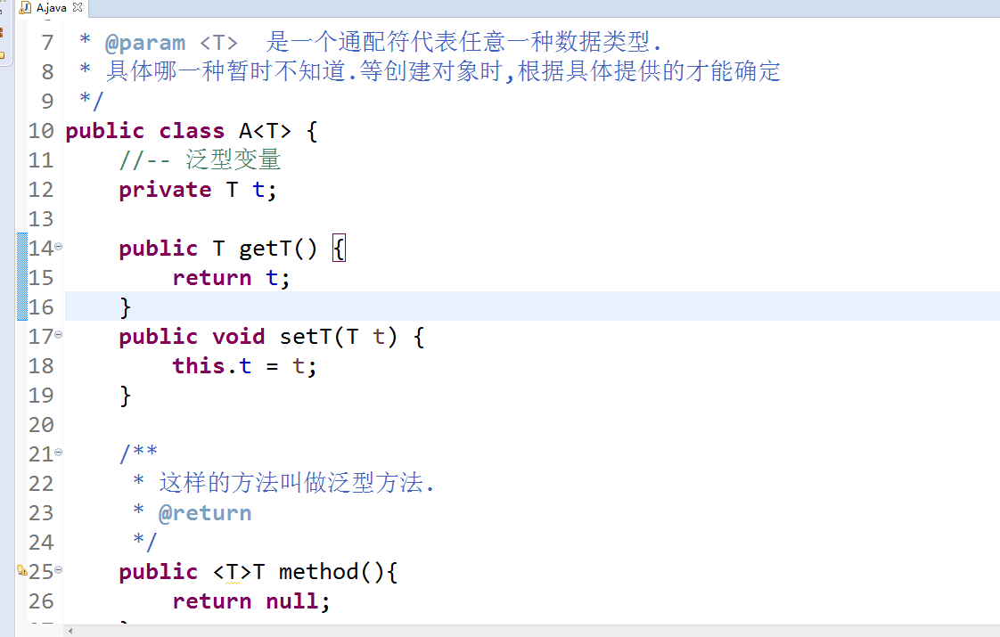 A.java
7 * @param <T> 是一个通配符代表任意一种数据类型.
8 * 具体哪一种暂时不知道.等创建对象时,根据具体提供的才能确定
9 */
10 public class A<T> {
11 //-- 泛型变量
12 private T t;
13
14 public T getT() {
15 return t;
16 }
17 public void setT(T t) {
18 this.t = t;
19 }
20
21 /**
22 * 这样的方法叫做泛型方法.
23 * @return
24 */
25 public <T>T method(){
26 return null;